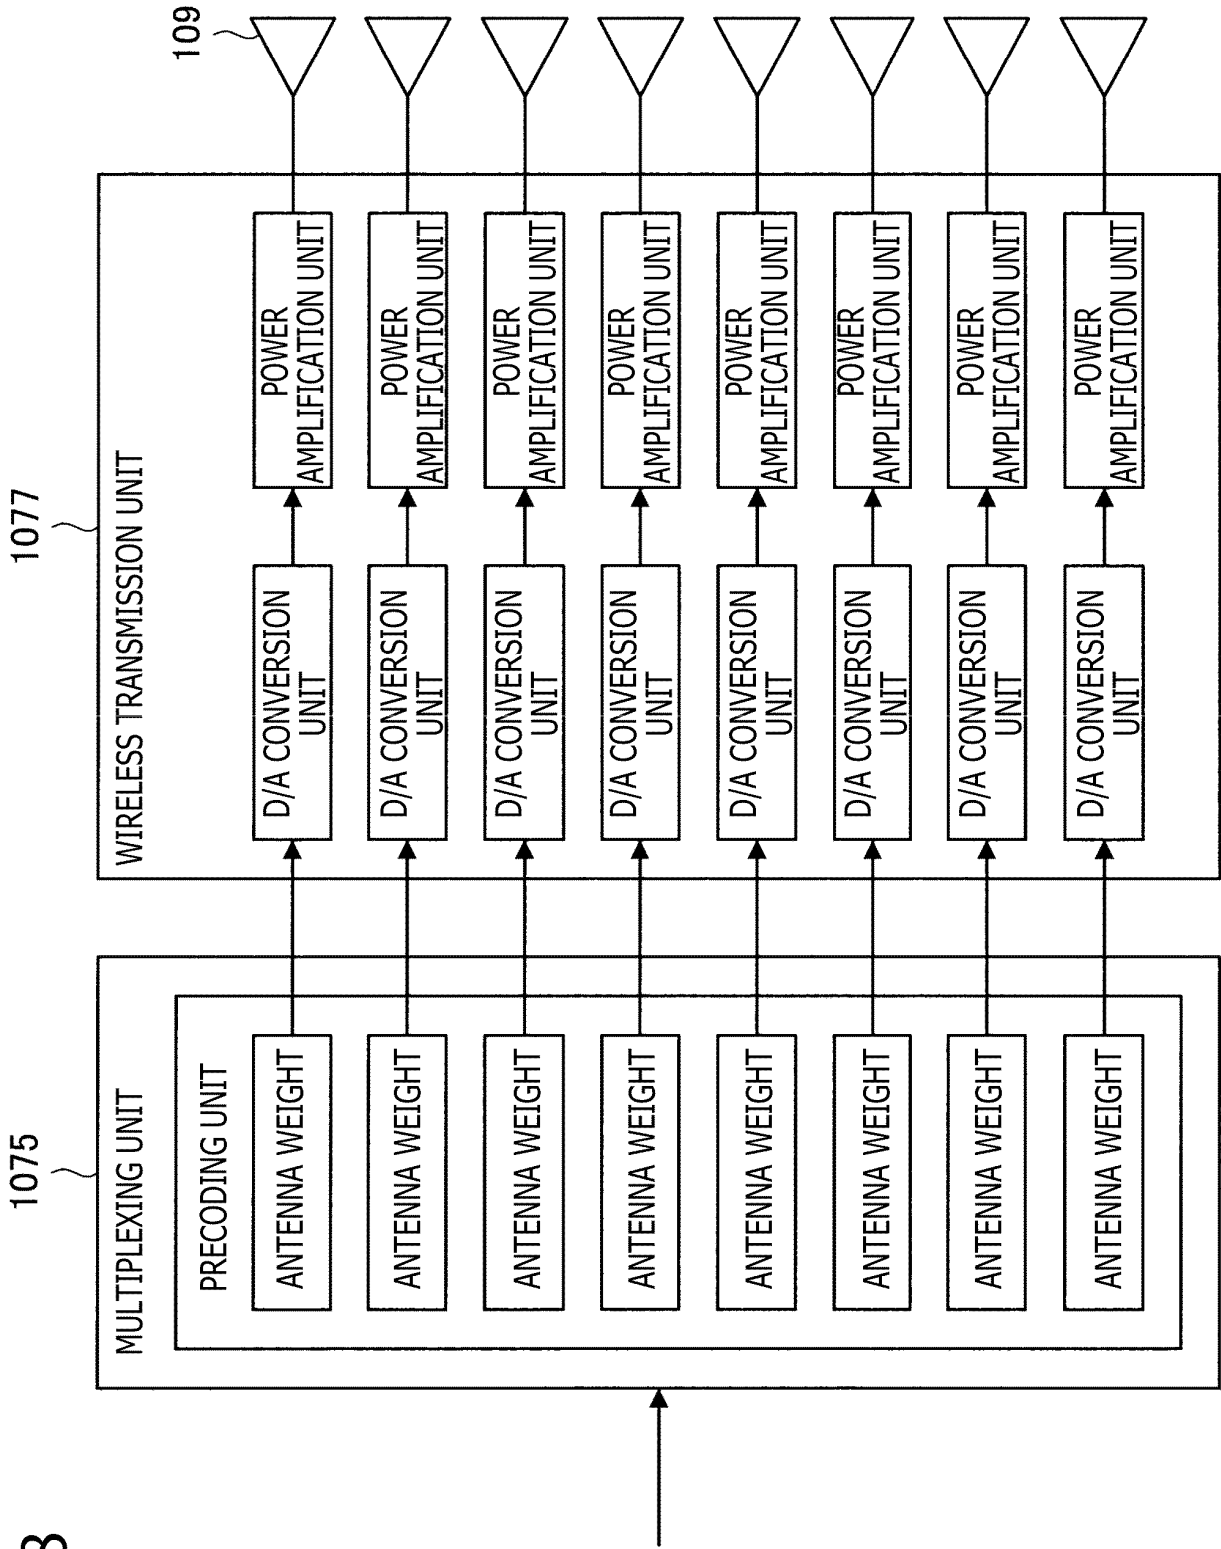 1075
1077
MULTIPLEXING UNIT
WIRELESS TRANSMISSION UNIT
109
PRECODING UNIT
ANTENNA WEIGHT
D/A CONVERSION
UNIT
POWER
AMPLIFICATION UNIT
ANTENNA WEIGHT
D/A CONVERSION
UNIT
POWER
AMPLIFICATION UNIT
ANTENNA WEIGHT
D/A CONVERSION
UNIT
POWER
AMPLIFICATION UNIT
ANTENNA WEIGHT
D/A CONVERSION
UNIT
POWER
AMPLIFICATION UNIT
ANTENNA WEIGHT
D/A CONVERSION
UNIT
POWER
AMPLIFICATION UNIT
ANTENNA WEIGHT
D/A CONVERSION
UNIT
POWER
AMPLIFICATION UNIT
ANTENNA WEIGHT
D/A CONVERSION
UNIT
POWER
AMPLIFICATION UNIT
ANTENNA WEIGHT
D/A CONVERSION
UNIT
POWER
AMPLIFICATION UNIT